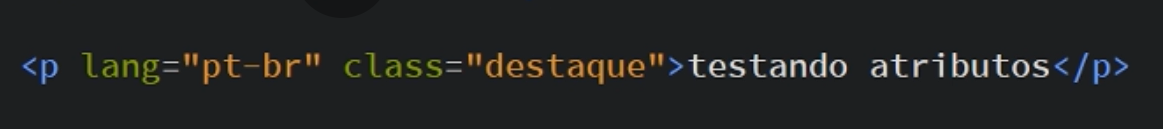 <p lang="pt-br" class="destaque">testando atributos</p>